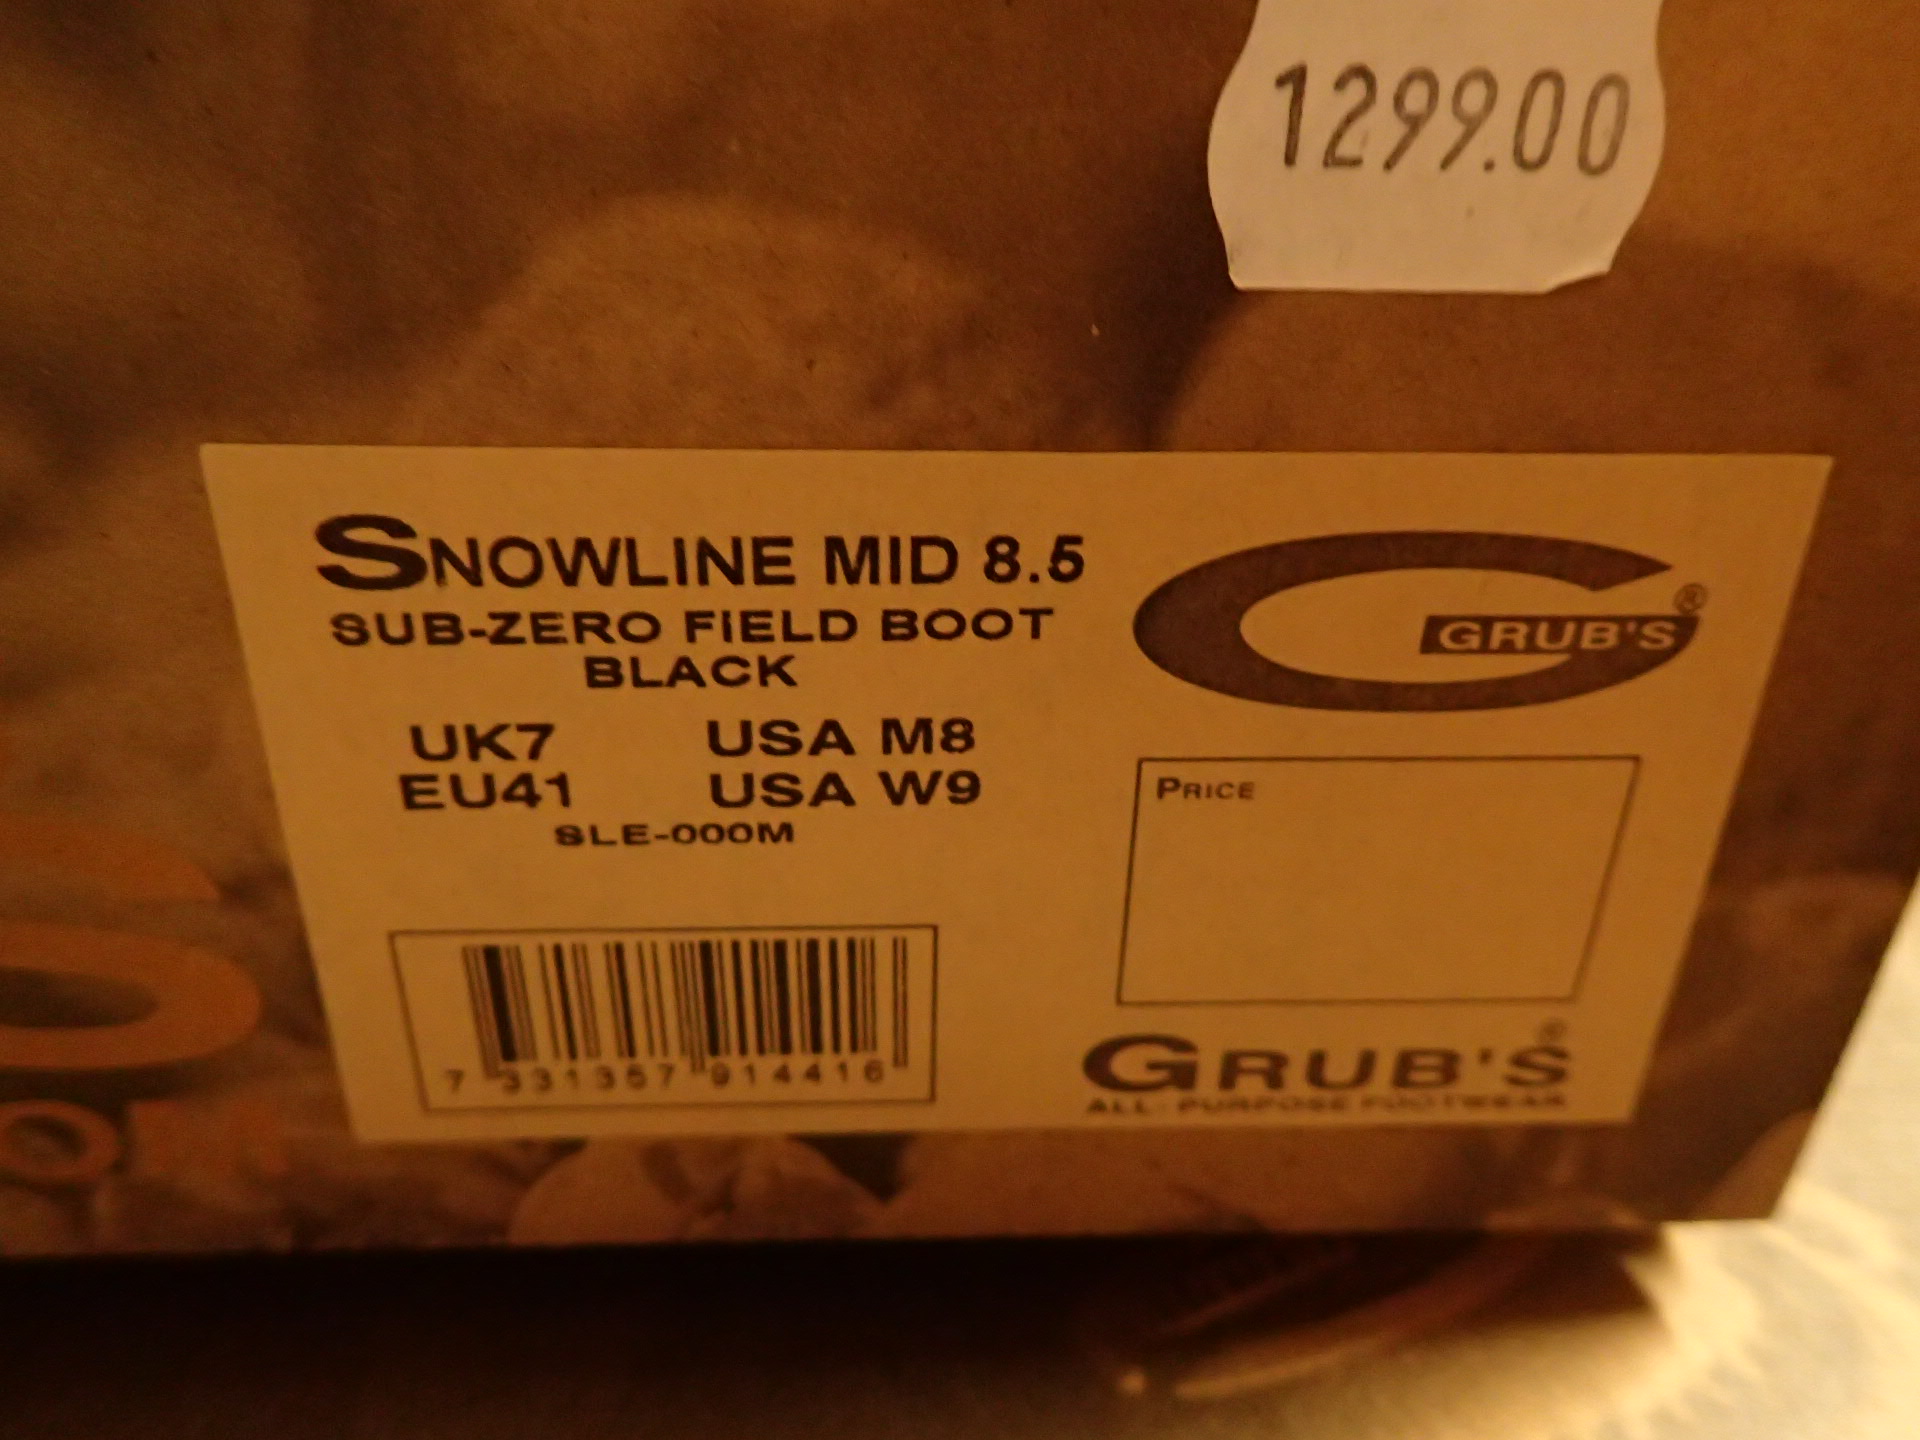 1299.00
SNOWLINE MID 8.5
SUB-ZERO FIELD BOOT
BLACK
UK7 USA M8
EU41 USA W9
SLE-000M
GRUB'S®
PRICE
7 331357 914416
GRUB'S®
ALL-PURPOSE FOOTWEAR